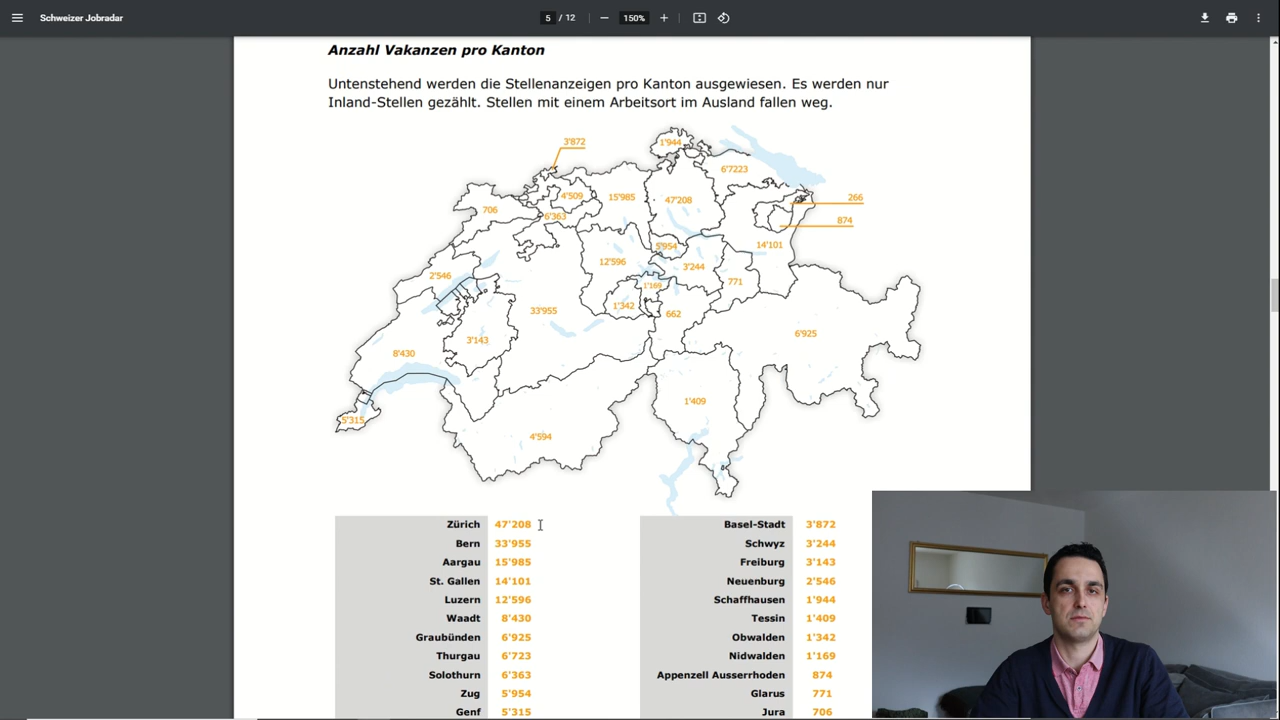 Schweizer Jobradar
5 / 12
150%
Anzahl Vakanzen pro Kanton
Untenstehend werden die Stellenanzeigen pro Kanton ausgewiesen. Es werden nur
Inland-Stellen gezählt. Stellen mit einem Arbeitsort im Ausland fallen weg.
3'872
1'944
6'7223
706
4'509
15'985
47'208
266
6'363
874
5'954
14'101
2'546
12'596
3'244
771
1'169
33'955
1'342
662
3'143
6'925
8'430
1'409
5'315
4'594
Zürich 47'208
Bern 33'955
Aargau 15'985
St. Gallen 14'101
Luzern 12'596
Waadt 8'430
Graubünden 6'925
Thurgau 6'723
Solothurn 6'363
Zug 5'954
Genf 5'315
Basel-Stadt 3'872
Schwyz 3'244
Freiburg 3'143
Neuenburg 2'546
Schaffhausen 1'944
Tessin 1'409
Obwalden 1'342
Nidwalden 1'169
Appenzell Ausserrhoden 874
Glarus 771
Jura 706